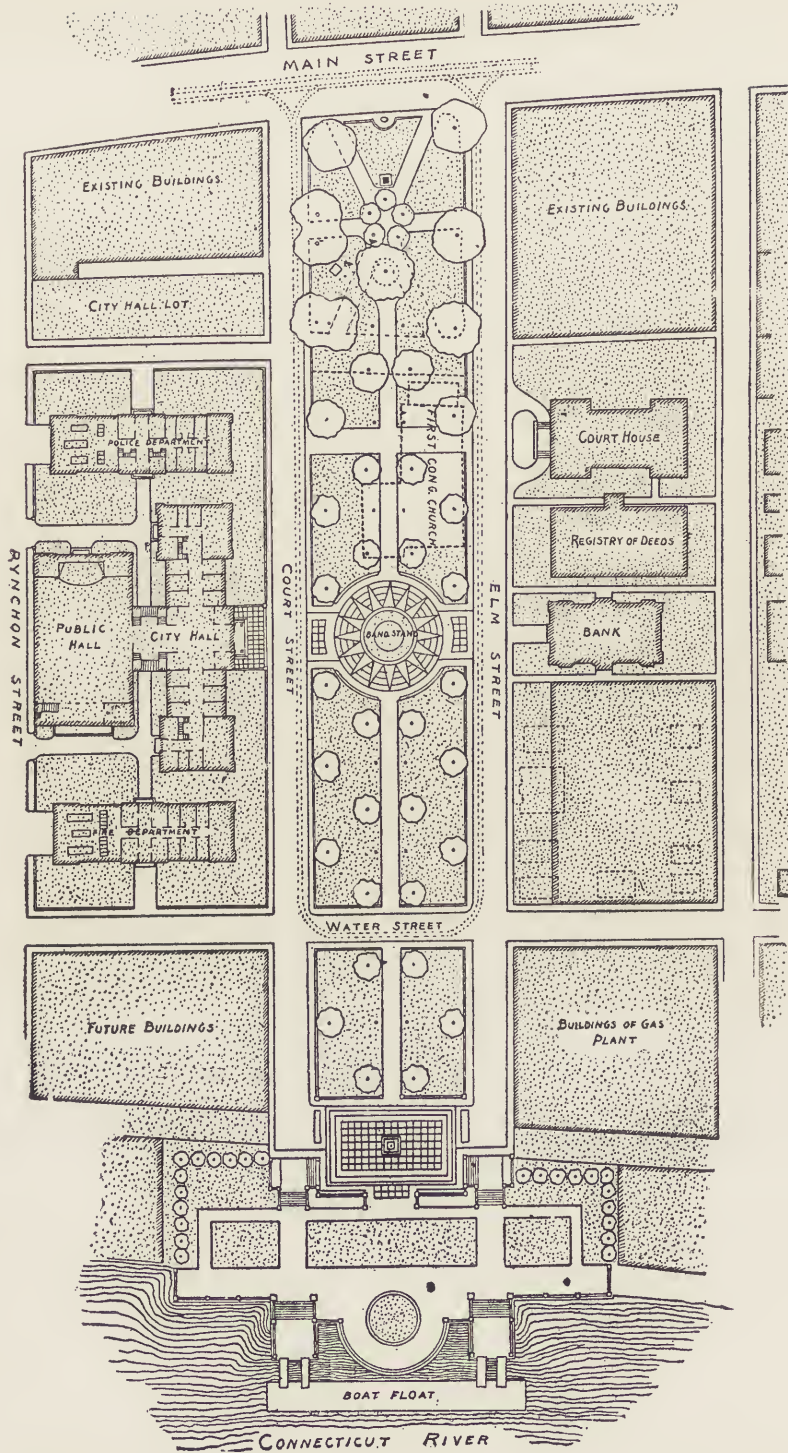 MAIN STREET
EXISTING BUILDINGS.
EXISTING BUILDINGS.
CITY HALL LOT
POLICE DEPARTMENT
FIRST CONG. CHURCH
COURT HOUSE
REGISTRY OF DEEDS
RYNCHON STREET
PUBLIC
HALL
CITY HALL
COURT STREET
BAND STAND
ELM STREET
BANK
FIRE DEPARTMENT
WATER STREET
FUTURE BUILDINGS
BUILDINGS OF GAS
PLANT
BOAT FLOAT.
CONNECTICUT RIVER